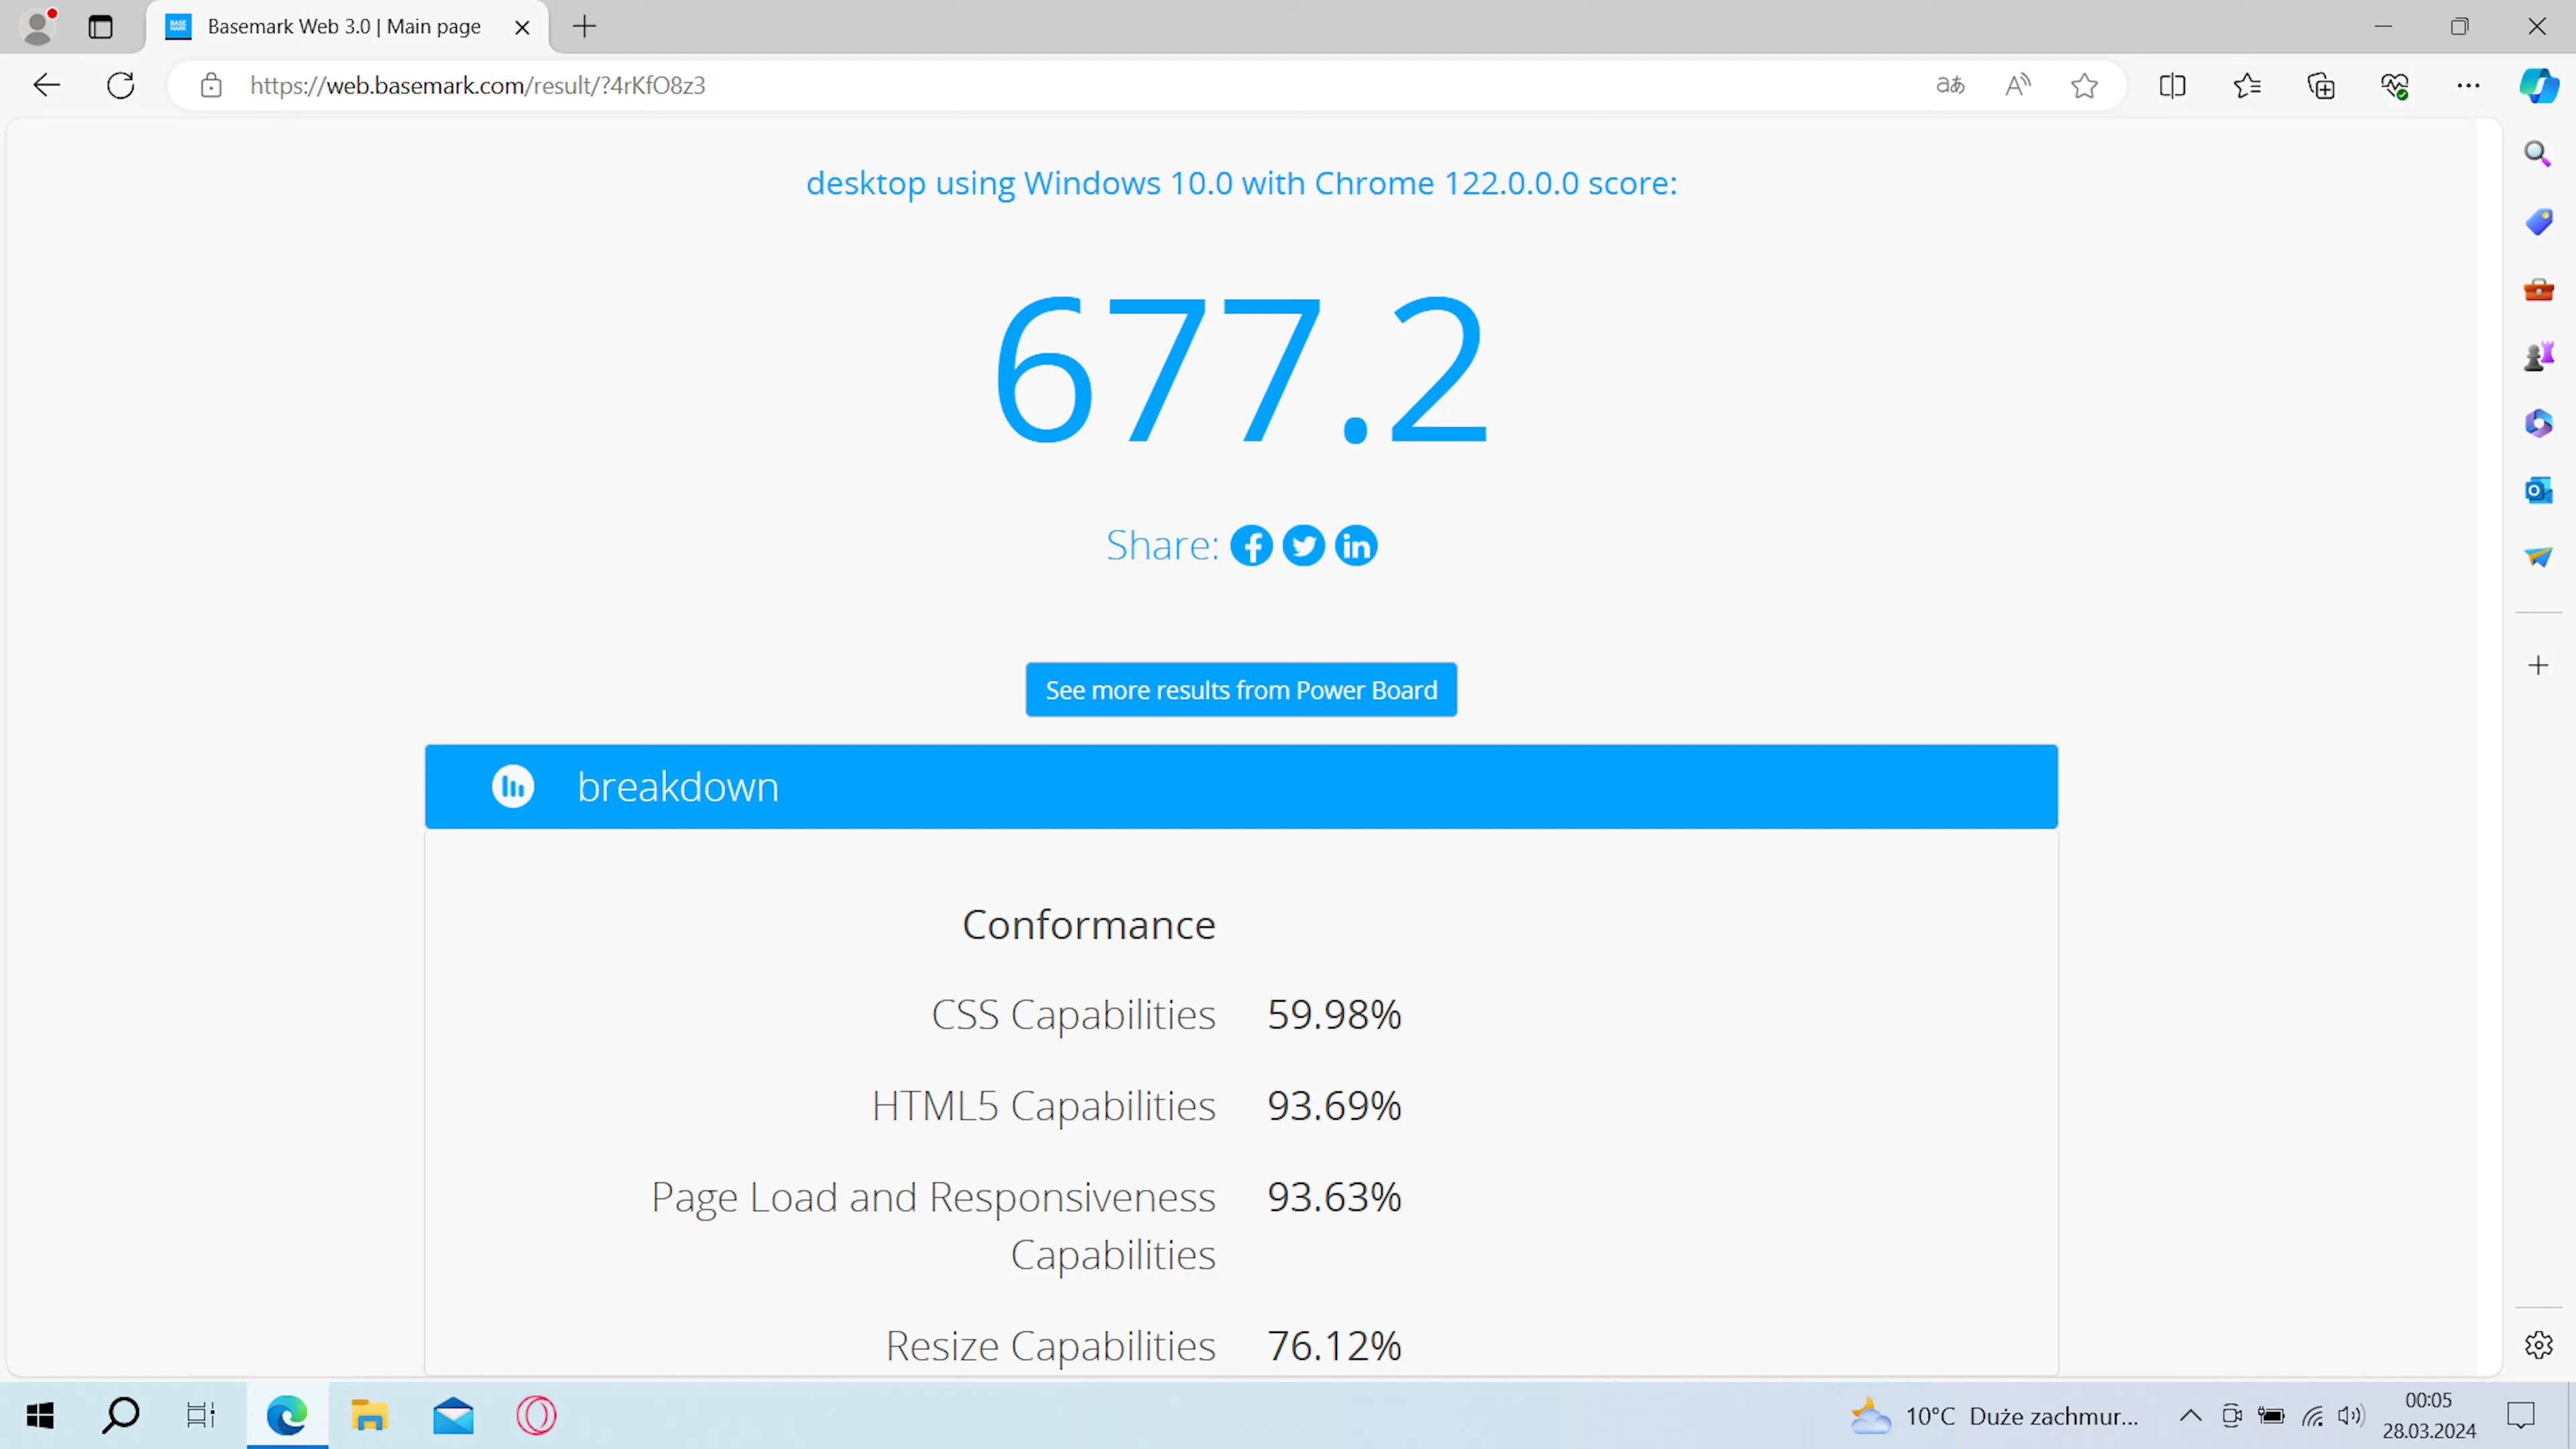 Basemark Web 3.0 | Main page
https://web.basemark.com/result/?4rKfO8z3
desktop using Windows 10.0 with Chrome 122.0.0.0 score:
677.2
Share:
See more results from Power Board
breakdown
Conformance
CSS Capabilities 59.98%
HTML5 Capabilities 93.69%
Page Load and Responsiveness 93.63%
Capabilities
Resize Capabilities 76.12%
10°C Duże zachmur...
00:05
28.03.2024